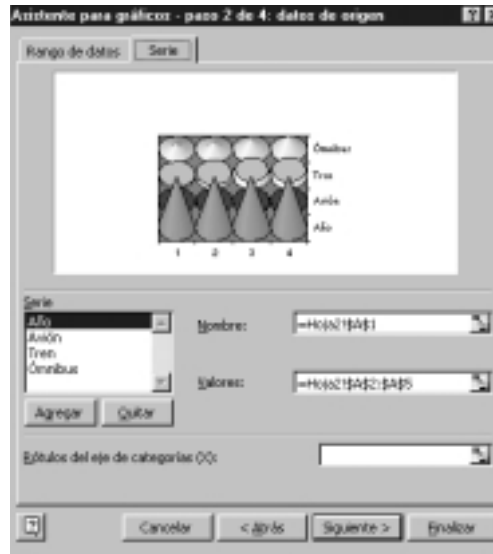 Asistente para gráficos - paso 2 de 4: datos de origen
Rango de datos Serie
Ómnibus
Tren
Avión
Año
1 2 3 4
Serie
Año
Avión
Tren
Ómnibus
Nombre: =Hoja2!$A$1
Valores: =Hoja2!$A$2:$A$5
Agregar Quitar
Rótulos del eje de categorías (X):
? Cancelar < Atrás Siguiente > Finalizar